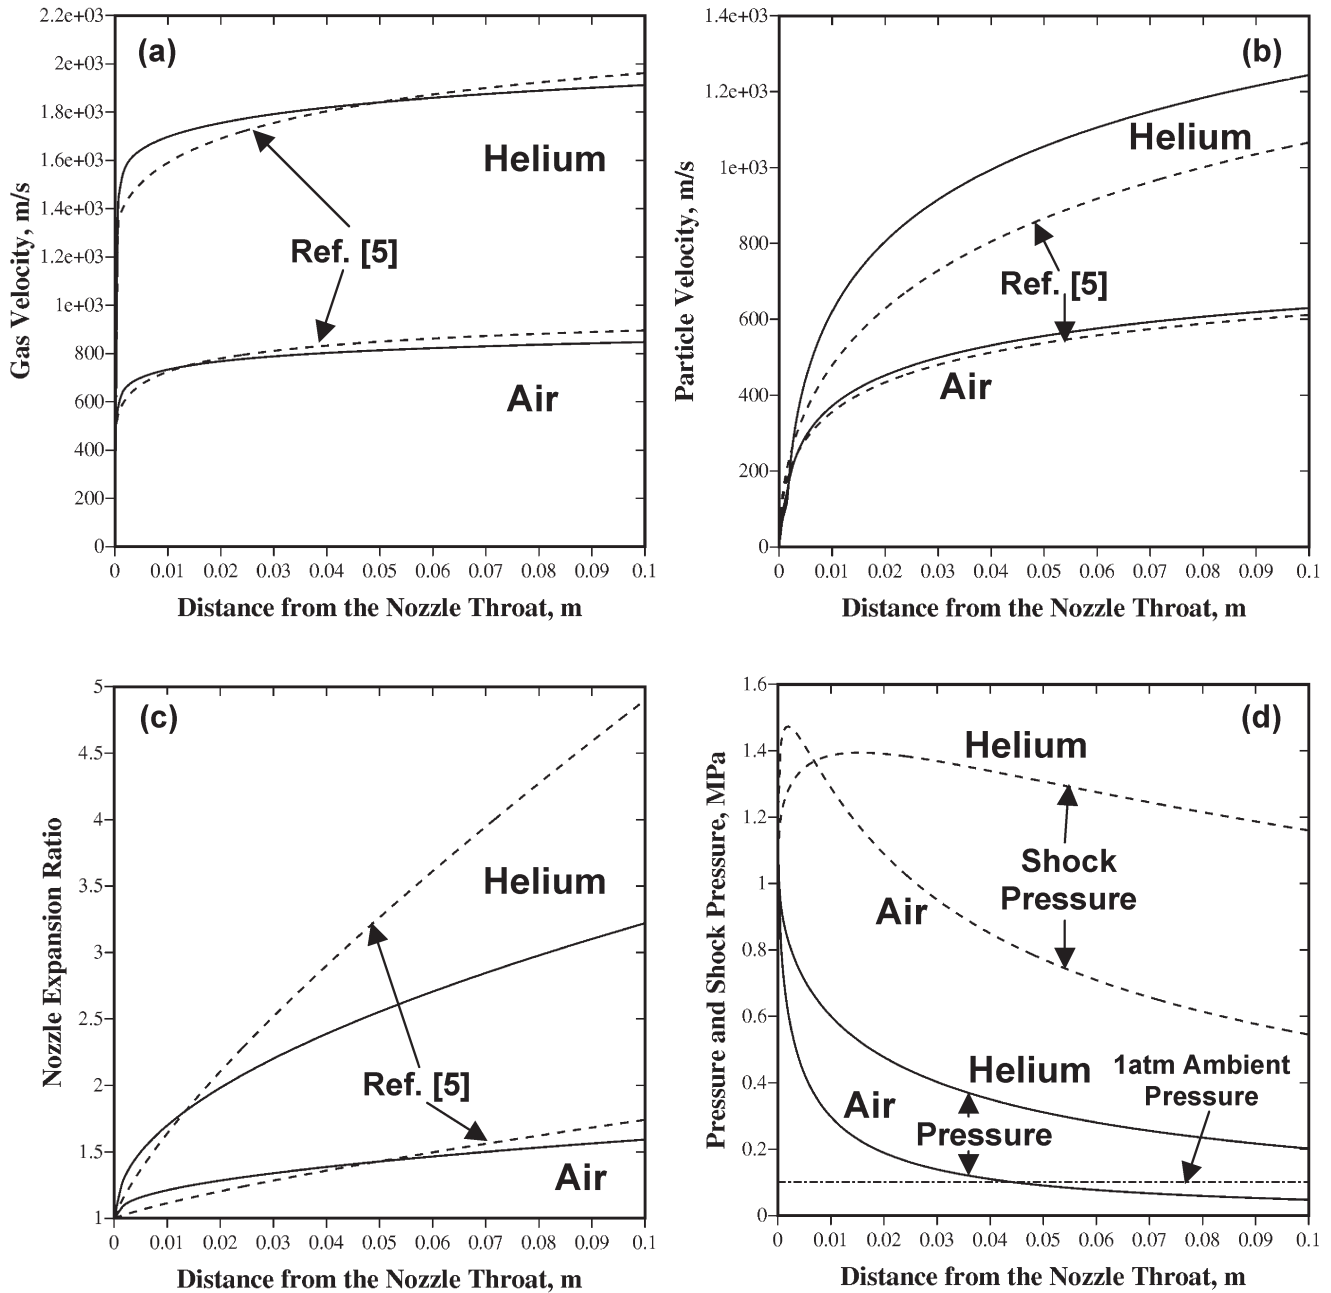 (a)
2.2e+03
2e+03
1.8e+03
1.6e+03
1.4e+03
1.2e+03
1e+03
800
600
400
200
0
Gas Velocity, m/s
Helium
Ref. [5]
Air
0 0.01 0.02 0.03 0.04 0.05 0.06 0.07 0.08 0.09 0.1
Distance from the Nozzle Throat, m
(b)
1.4e+03
1.2e+03
1e+03
800
600
400
200
0
Particle Velocity, m/s
Helium
Ref. [5]
Air
0 0.01 0.02 0.03 0.04 0.05 0.06 0.07 0.08 0.09 0.1
Distance from the Nozzle Throat, m
(c)
5
4.5
4
3.5
3
2.5
2
1.5
1
Nozzle Expansion Ratio
Helium
Ref. [5]
Air
0 0.01 0.02 0.03 0.04 0.05 0.06 0.07 0.08 0.09 0.1
Distance from the Nozzle Throat, m
(d)
1.6
1.4
1.2
1
0.8
0.6
0.4
0.2
0
Pressure and Shock Pressure, MPa
Helium
Shock
Pressure
Air
Helium
1atm Ambient
Pressure
Air
Pressure
0 0.01 0.02 0.03 0.04 0.05 0.06 0.07 0.08 0.09 0.1
Distance from the Nozzle Throat, m